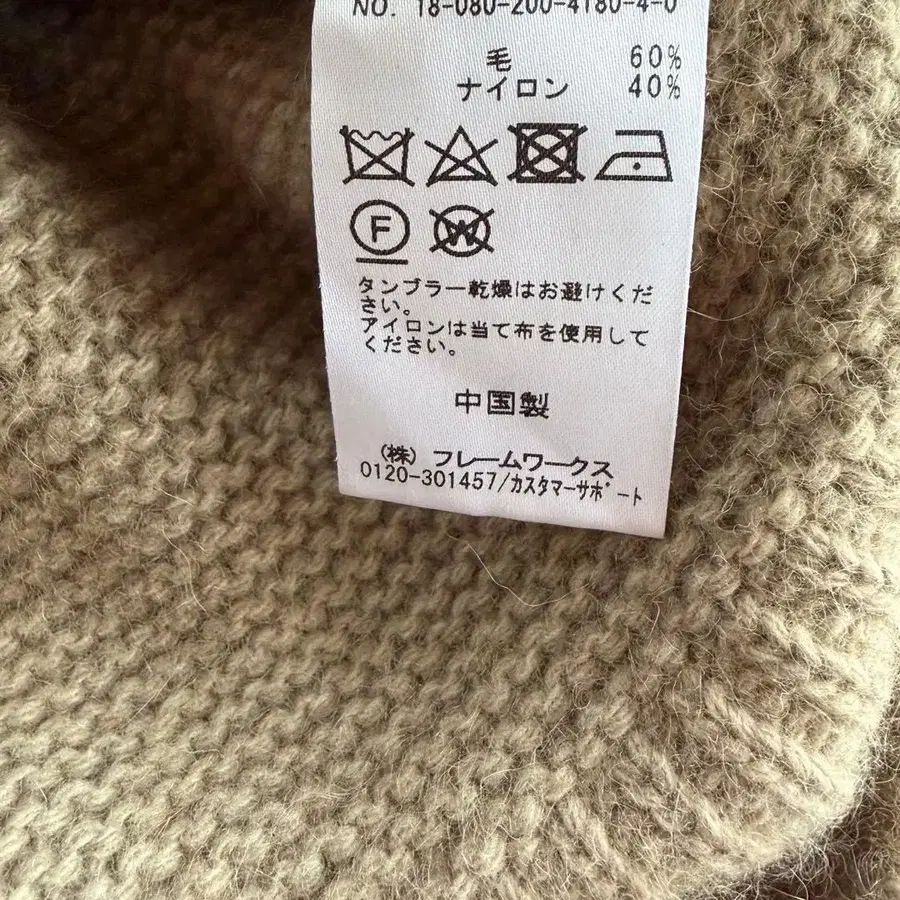 NO. 18-080-200-4180-4-0
毛 60%
ナイロン 40%
F
W
タンブラー乾燥はお避けくだ
さい。
アイロンは当て布を使用して
ください。
中国製
(株) フレームワークス
0120-301457/カスタマーサポート